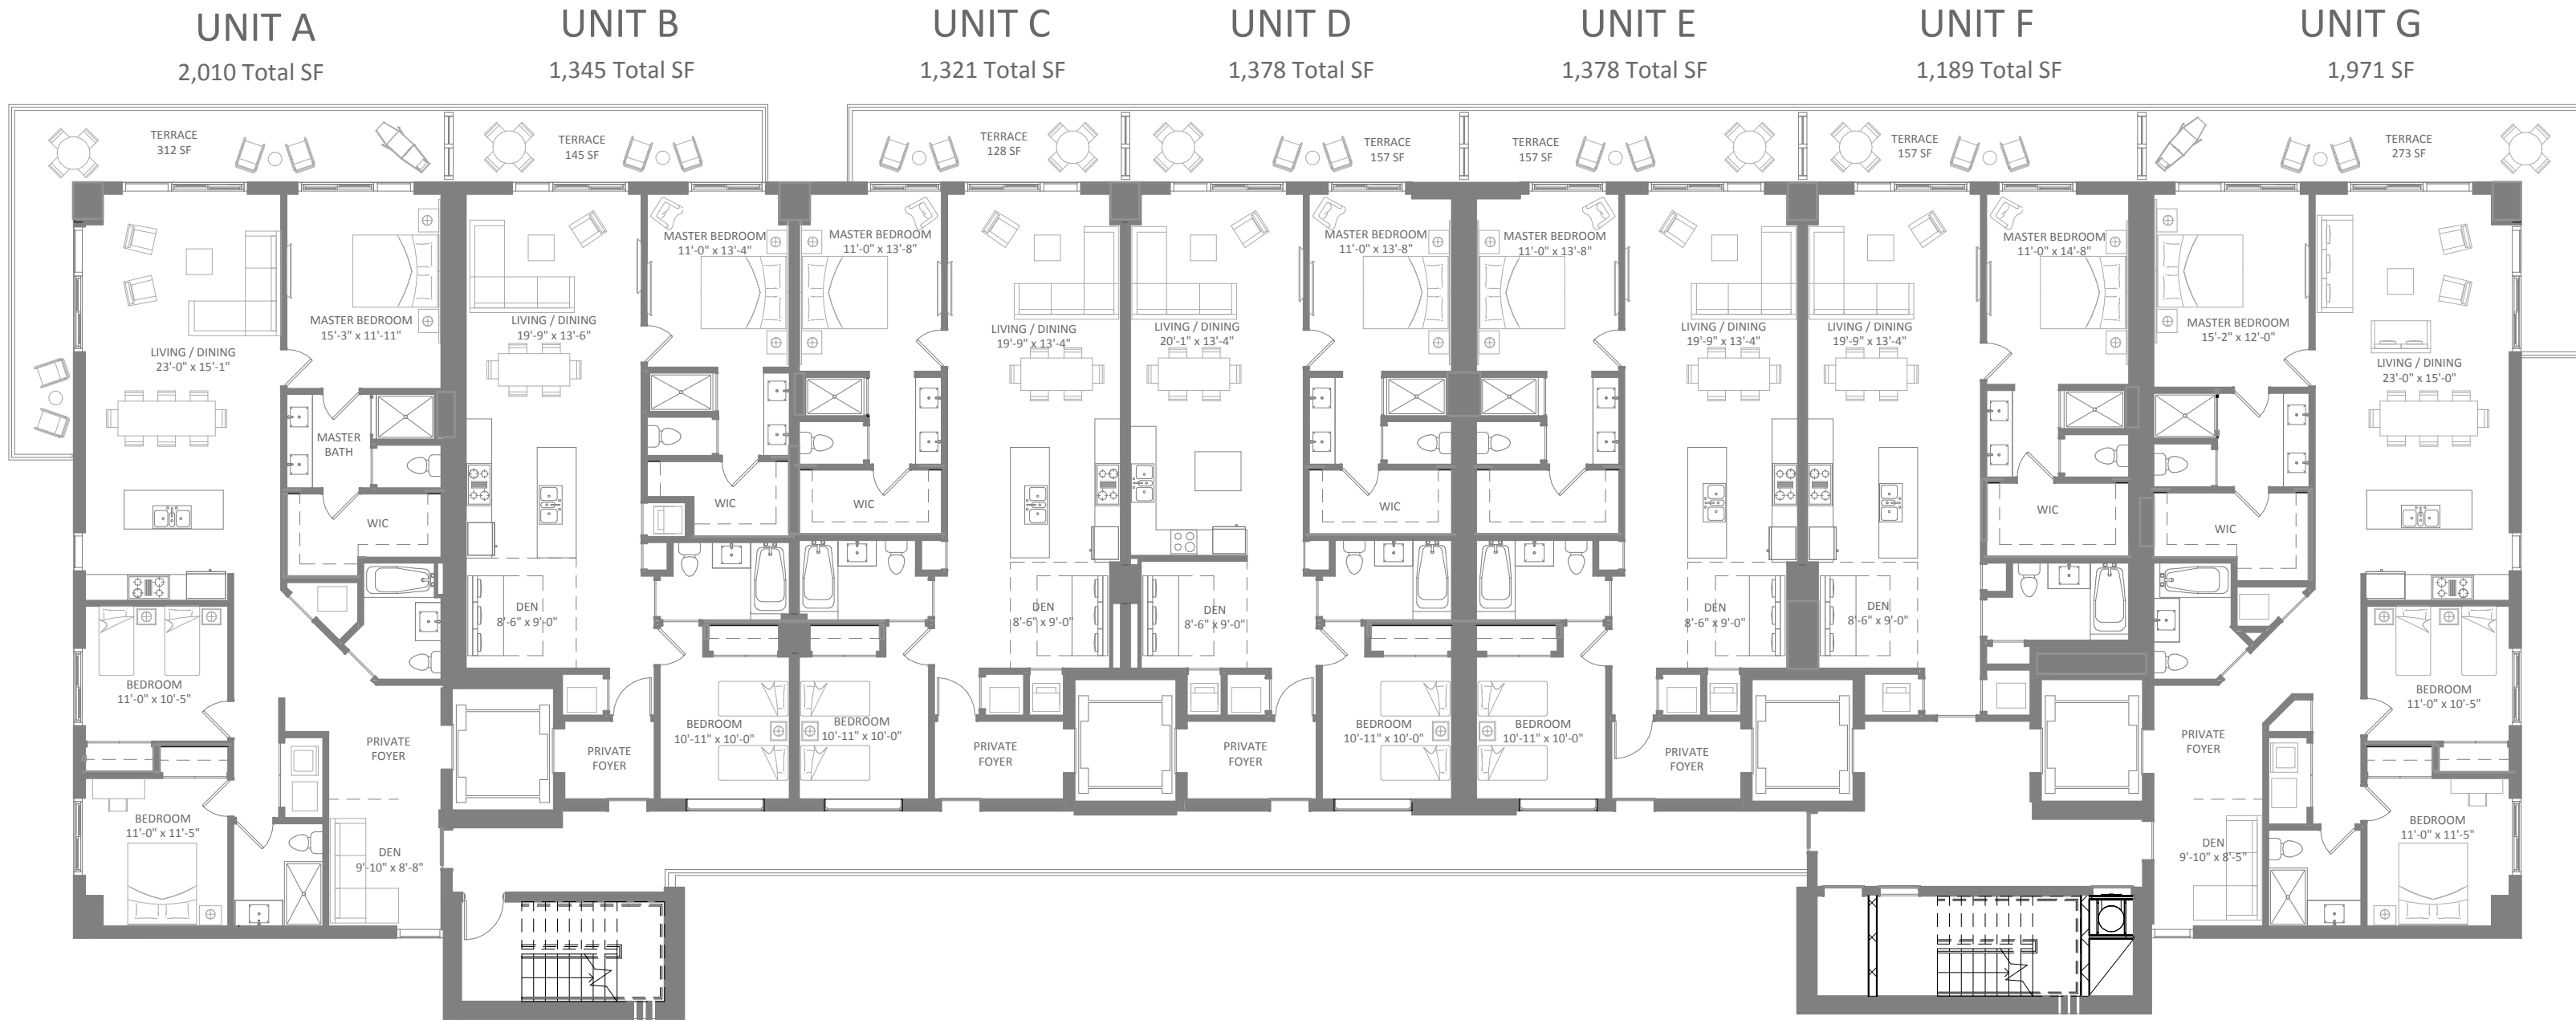 UNIT A
2,010 Total SF
UNIT B
1,345 Total SF
UNIT C
1,321 Total SF
UNIT D
1,378 Total SF
UNIT E
1,378 Total SF
UNIT F
1,189 Total SF
UNIT G
1,971 SF
TERRACE
312 SF
TERRACE
145 SF
TERRACE
128 SF
TERRACE
157 SF
TERRACE
157 SF
TERRACE
157 SF
TERRACE
273 SF
MASTER BEDROOM
15'-3" x 11'-11"
LIVING / DINING
23'-0" x 15'-1"
MASTER
BATH
WIC
BEDROOM
11'-0" x 10'-5"
PRIVATE
FOYER
BEDROOM
11'-0" x 11'-5"
DEN
9'-10" x 8'-8"
MASTER BEDROOM
11'-0" x 13'-4"
LIVING / DINING
19'-9" x 13'-6"
WIC
DEN
8'-6" x 9'-0"
PRIVATE
FOYER
BEDROOM
10'-11" x 10'-0"
MASTER BEDROOM
11'-0" x 13'-8"
LIVING / DINING
19'-9" x 13'-4"
WIC
DEN
8'-6" x 9'-0"
BEDROOM
10'-11" x 10'-0"
PRIVATE
FOYER
MASTER BEDROOM
11'-0" x 13'-8"
LIVING / DINING
20'-1" x 13'-4"
WIC
DEN
8'-6" x 9'-0"
PRIVATE
FOYER
BEDROOM
10'-11" x 10'-0"
MASTER BEDROOM
11'-0" x 13'-8"
LIVING / DINING
19'-9" x 13'-4"
WIC
DEN
8'-6" x 9'-0"
BEDROOM
10'-11" x 10'-0"
PRIVATE
FOYER
MASTER BEDROOM
11'-0" x 14'-8"
LIVING / DINING
19'-9" x 13'-4"
WIC
DEN
8'-6" x 9'-0"
MASTER BEDROOM
15'-2" x 12'-0"
LIVING / DINING
23'-0" x 15'-0"
WIC
BEDROOM
11'-0" x 10'-5"
PRIVATE
FOYER
BEDROOM
11'-0" x 11'-5"
DEN
9'-10" x 8'-5"